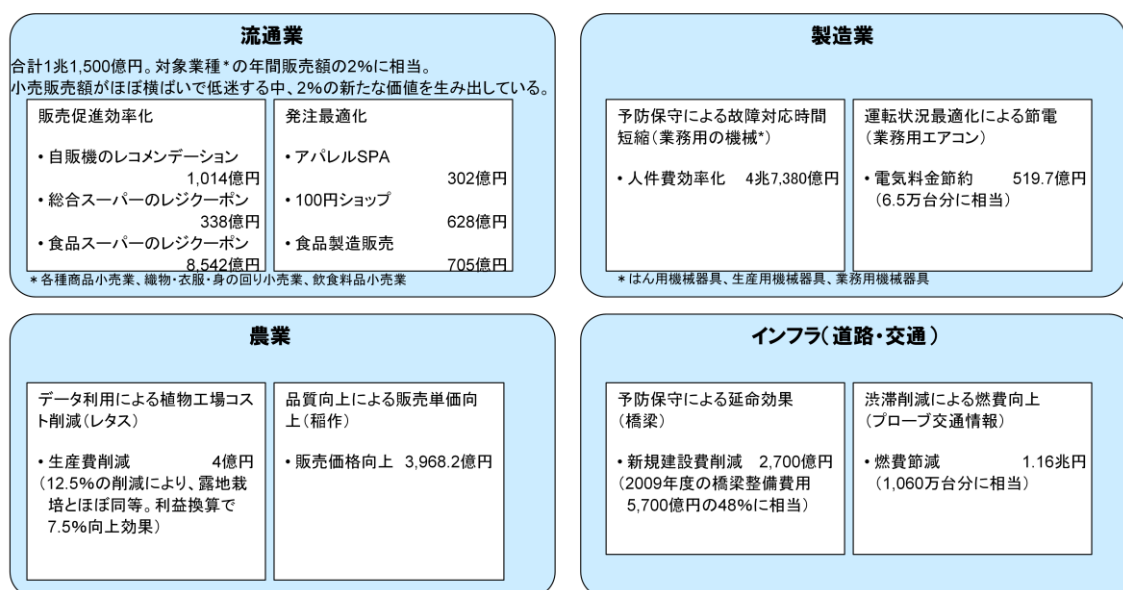 流通業
合計1兆1,500億円。対象業種*の年間販売額の2%に相当。
小売販売額がほぼ横ばいで低迷する中、2%の新たな価値を生み出している。
販売促進効率化
・自販機のレコメンデーション
1,014億円
・総合スーパーのレジクーポン
338億円
・食品スーパーのレジクーポン
8,542億円
発注最適化
・アパレルSPA
302億円
・100円ショップ
628億円
・食品製造販売
705億円
*各種商品小売業、織物・衣服・身の回り小売業、飲食料品小売業
製造業
予防保守による故障対応時間
短縮(業務用の機械*)
・人件費効率化 4兆7,380億円
運転状況最適化による節電
(業務用エアコン)
・電気料金節約 519.7億円
(6.5万台分に相当)
*はん用機械器具、生産用機械器具、業務用機械器具
農業
データ利用による植物工場コス
ト削減(レタス)
・生産費削減 4億円
(12.5%の削減により、露地栽
培とほぼ同等。利益換算で
7.5%向上効果)
品質向上による販売単価向
上(稲作)
・販売価格向上 3,968.2億円
インフラ(道路・交通)
予防保守による延命効果
(橋梁)
・新規建設費削減 2,700億円
(2009年度の橋梁整備費用
5,700億円の48%に相当)
渋滞削減による燃費向上
(プローブ交通情報)
・燃費節減 1.16兆円
(1,060万台分に相当)